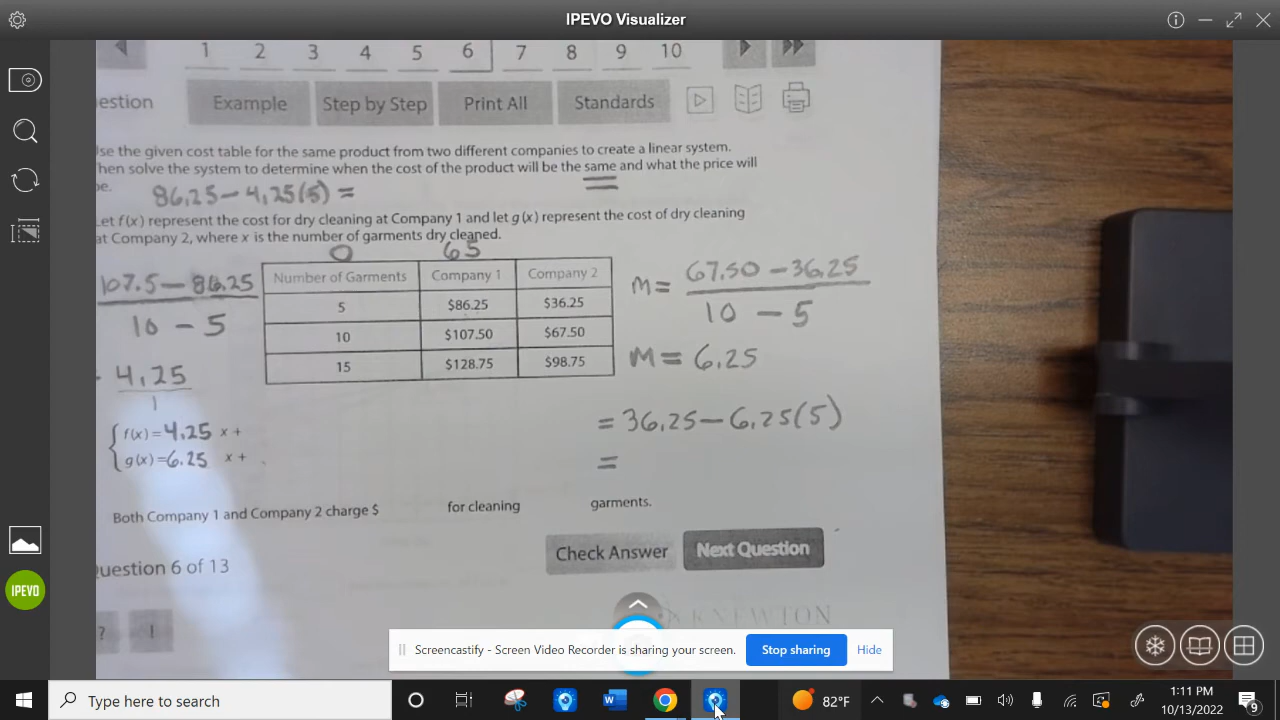 IPEVO Visualizer
1 2 3 4 5 6 7 8 9 10
estion Example Step by Step Print All Standards
se the given cost table for the same product from two different companies to create a linear system.
hen solve the system to determine when the cost of the product will be the same and what the price will
be.
86.25 - 4.25(5) =
=
Let f(x) represent the cost for dry cleaning at Company 1 and let g(x) represent the cost of dry cleaning
at Company 2, where x is the number of garments dry cleaned.
0 65
107.5 - 86.25
10 - 5
4.25
1
Number of Garments Company 1 Company 2
5 $86.25 $36.25
10 $107.50 $67.50
15 $128.75 $98.75
M = 67.50 - 36.25
10 - 5
M = 6.25
= 36.25 - 6.25(5)
=
f(x) = 4.25 x +
g(x) = 6.25 x +
Both Company 1 and Company 2 charge $ for cleaning garments.
Check Answer Next Question
uestion 6 of 13
? !
KNEWTON
Screencastify - Screen Video Recorder is sharing your screen. Stop sharing Hide
IPEVO
Type here to search
82°F
1:11 PM
10/13/2022
9